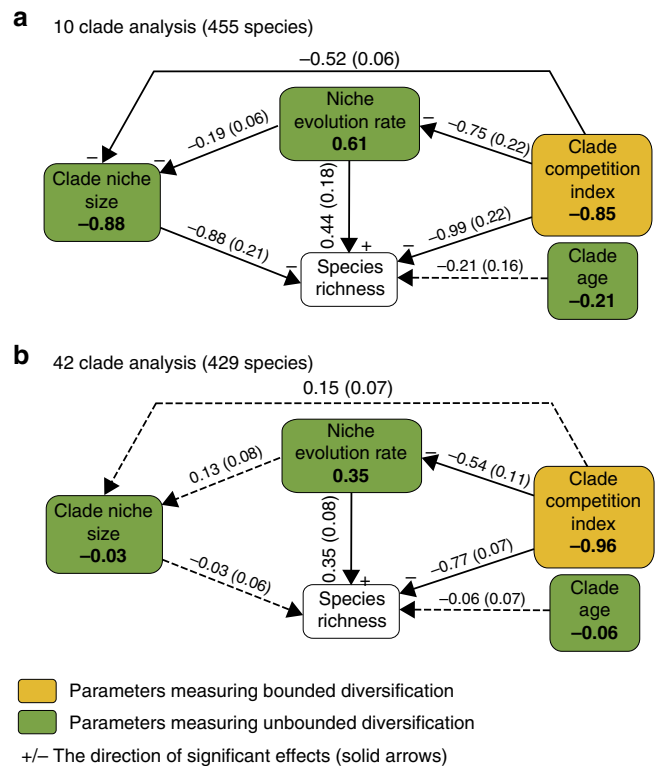 a
10 clade analysis (455 species)
−0.52 (0.06)
Niche
evolution rate
0.61
−0.19 (0.06)
−0.75 (0.22)
−
−
−
Clade niche
size
−0.88
Clade
competition
index
−0.85
0.44 (0.18)
−0.88 (0.21)
−0.99 (0.22)
−
+
−
Species
richness
−0.21 (0.16)
Clade
age
−0.21
b
42 clade analysis (429 species)
0.15 (0.07)
Niche
evolution rate
0.35
0.13 (0.08)
−0.54 (0.11)
−
Clade niche
size
−0.03
Clade
competition
index
−0.96
0.35 (0.08)
−0.03 (0.06)
−0.77 (0.07)
+
−
Species
richness
−0.06 (0.07)
Clade
age
−0.06
Parameters measuring bounded diversification
Parameters measuring unbounded diversification
+/− The direction of significant effects (solid arrows)